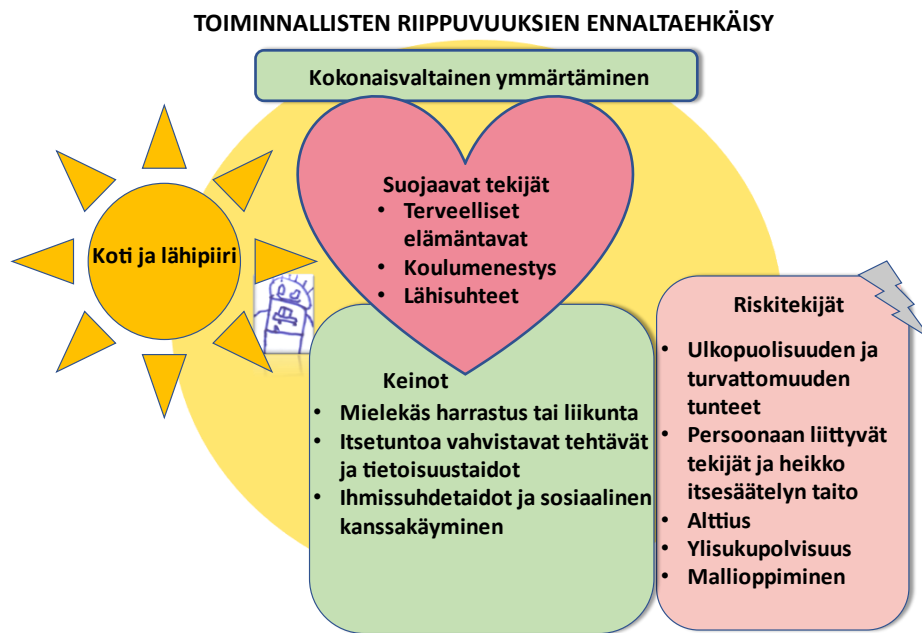 TOIMINNALLISTEN RIIPPUVUUKSIEN ENNALTAEHKÄISY
Kokonaisvaltainen ymmärtäminen
Suojaavat tekijät
• Terveelliset
elämäntavat
• Koulumenestys
• Lähisuhteet
Koti ja lähipiiri
Keinot
• Mielekäs harrastus tai liikunta
• Itsetuntoa vahvistavat tehtävät
ja tietoisuustaidot
• Ihmissuhdetaidot ja sosiaalinen
kanssakäyminen
Riskitekijät
• Ulkopuolisuuden ja
turvattomuuden
tunteet
• Persoonaan liittyvät
tekijät ja heikko
itsesäätelyn taito
• Alttius
• Ylisukupolvisuus
• Mallioppiminen